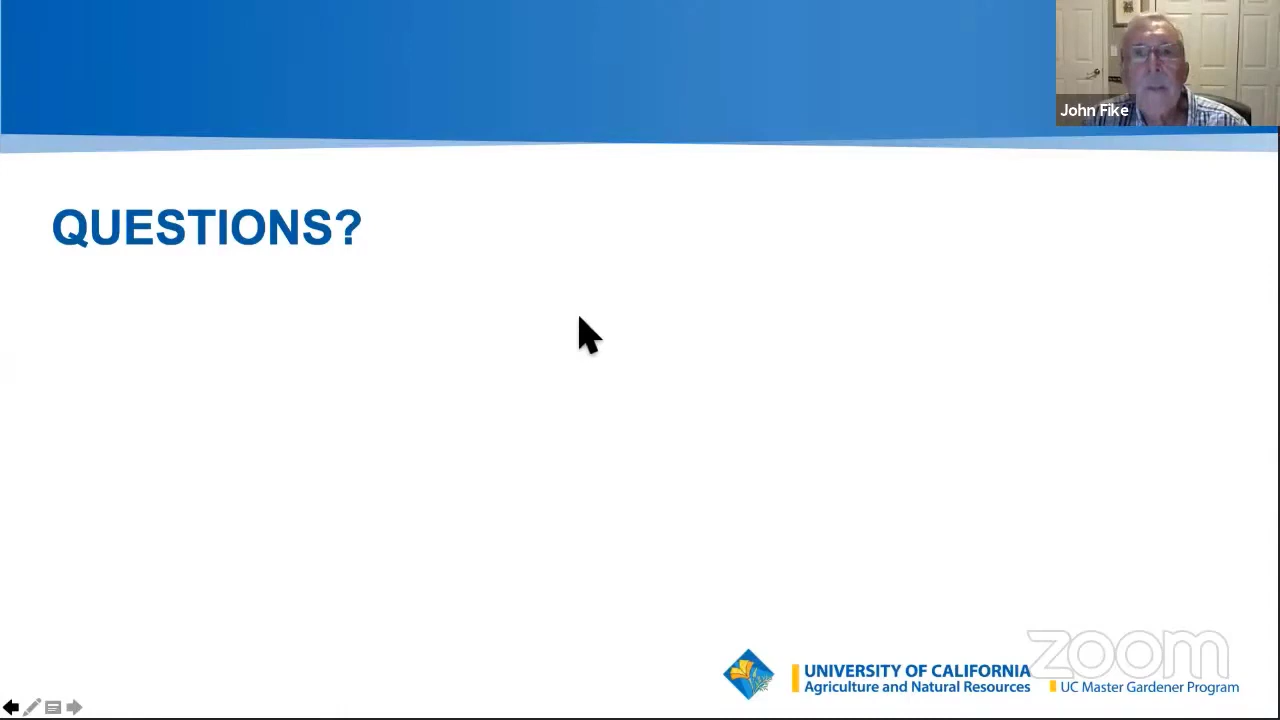 John Fike
QUESTIONS?
zoom
UNIVERSITY OF CALIFORNIA
Agriculture and Natural Resources
UC Master Gardener Program